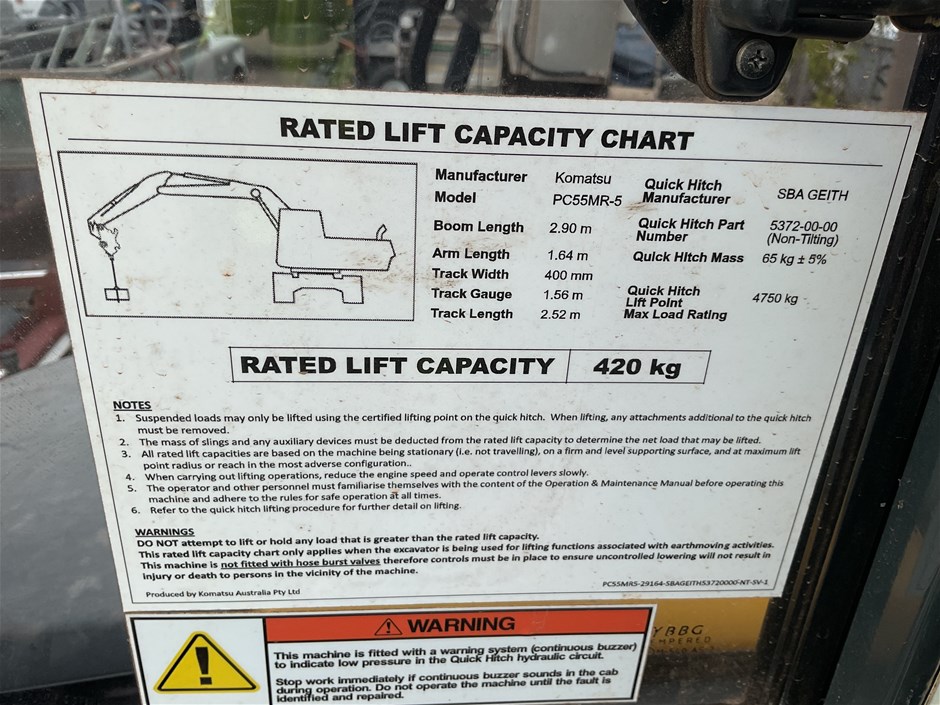 RATED LIFT CAPACITY CHART
Manufacturer Komatsu
Model PC55MR-5
Boom Length 2.90 m
Arm Length 1.64 m
Track Width 400 mm
Track Gauge 1.56 m
Track Length 2.52 m
Quick Hitch
Manufacturer SBA GEITH
Quick Hitch Part
Number
5372-00-00
(Non-Tilting)
Quick Hitch Mass 65 kg ± 5%
Quick Hitch
Lift Point
Max Load Rating
4750 kg
RATED LIFT CAPACITY 420 kg
NOTES
1. Suspended loads may only be lifted using the certified lifting point on the quick hitch. When lifting, any attachments additional to the quick hitch
must be removed.
2. The mass of slings and any auxiliary devices must be deducted from the rated lift capacity to determine the net load that may be lifted.
3. All rated lift capacities are based on the machine being stationary (i.e. not travelling), on a firm and level supporting surface, and at maximum lift
point radius or reach in the most adverse configuration..
4. When carrying out lifting operations, reduce the engine speed and operate control levers slowly.
5. The operator and other personnel must familiarise themselves with the content of the Operation & Maintenance Manual before operating this
machine and adhere to the rules for safe operation at all times.
6. Refer to the quick hitch lifting procedure for further detail on lifting.
WARNINGS
DO NOT attempt to lift or hold any load that is greater than the rated lift capacity.
This rated lift capacity chart only applies when the excavator is being used for lifting functions associated with earthmoving activities.
This machine is not fitted with hose burst valves therefore controls must be in place to ensure uncontrolled lowering will not result in
injury or death to persons in the vicinity of the machine.
PC55MR5-29164-SBAGEITH53720000-NT-SV-1
Produced by Komatsu Australia Pty Ltd
WARNING
This machine is fitted with a warning system (continuous buzzer)
to indicate low pressure in the Quick Hitch hydraulic circuit.
Stop work immediately if continuous buzzer sounds in the cab
during operation. Do not operate the machine until the fault is
identified and repaired.
YBBG
MPERED